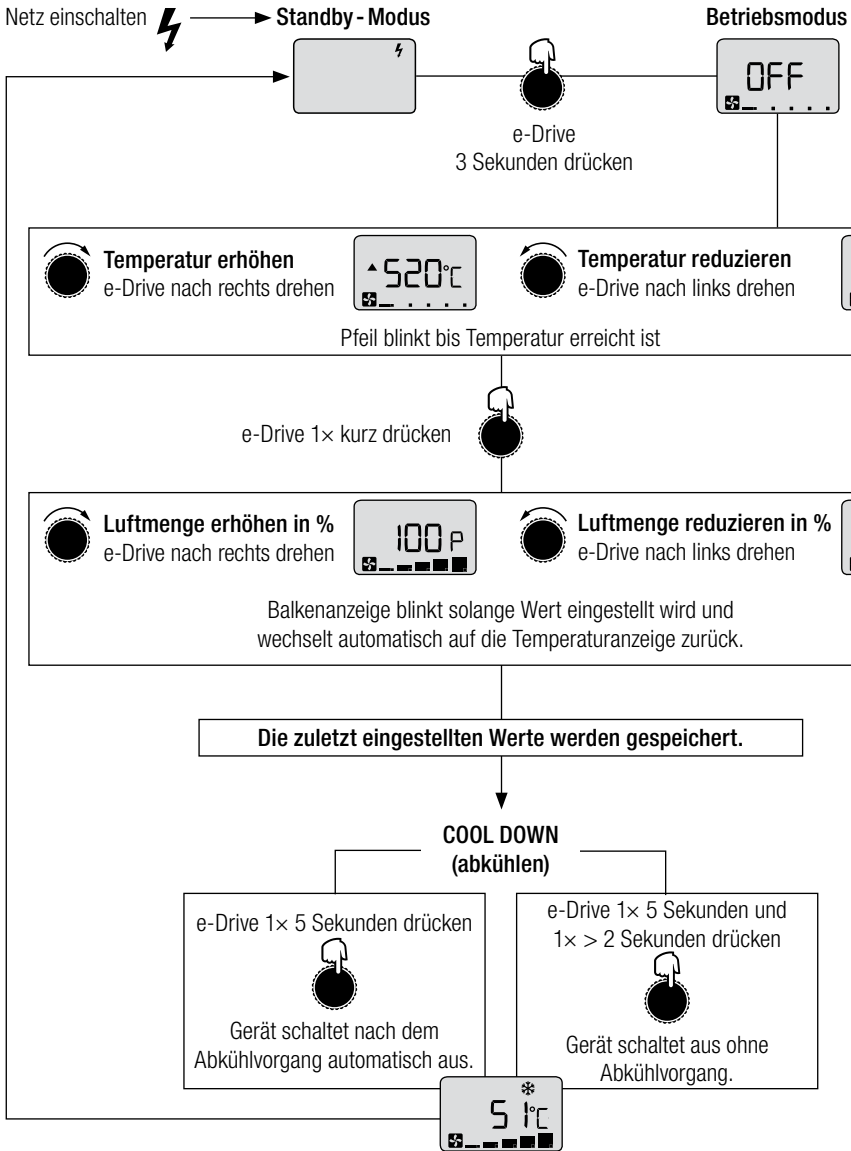 Netz einschalten
Standby - Modus
Betriebsmodus
OFF
e-Drive
3 Sekunden drücken
Temperatur erhöhen
e-Drive nach rechts drehen
520°C
Temperatur reduzieren
e-Drive nach links drehen
Pfeil blinkt bis Temperatur erreicht ist
e-Drive 1× kurz drücken
Luftmenge erhöhen in %
e-Drive nach rechts drehen
100 P
Luftmenge reduzieren in %
e-Drive nach links drehen
Balkenanzeige blinkt solange Wert eingestellt wird und
wechselt automatisch auf die Temperaturanzeige zurück.
Die zuletzt eingestellten Werte werden gespeichert.
COOL DOWN
(abkühlen)
e-Drive 1× 5 Sekunden drücken
Gerät schaltet nach dem
Abkühlvorgang automatisch aus.
e-Drive 1× 5 Sekunden und
1× > 2 Sekunden drücken
Gerät schaltet aus ohne
Abkühlvorgang.
51°C